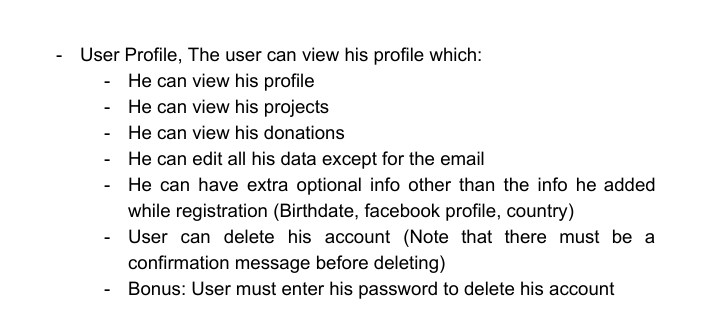 - User Profile, The user can view his profile which:
- He can view his profile
- He can view his projects
- He can view his donations
- He can edit all his data except for the email
- He can have extra optional info other than the info he added
while registration (Birthdate, facebook profile, country)
- User can delete his account (Note that there must be a
confirmation message before deleting)
- Bonus: User must enter his password to delete his account